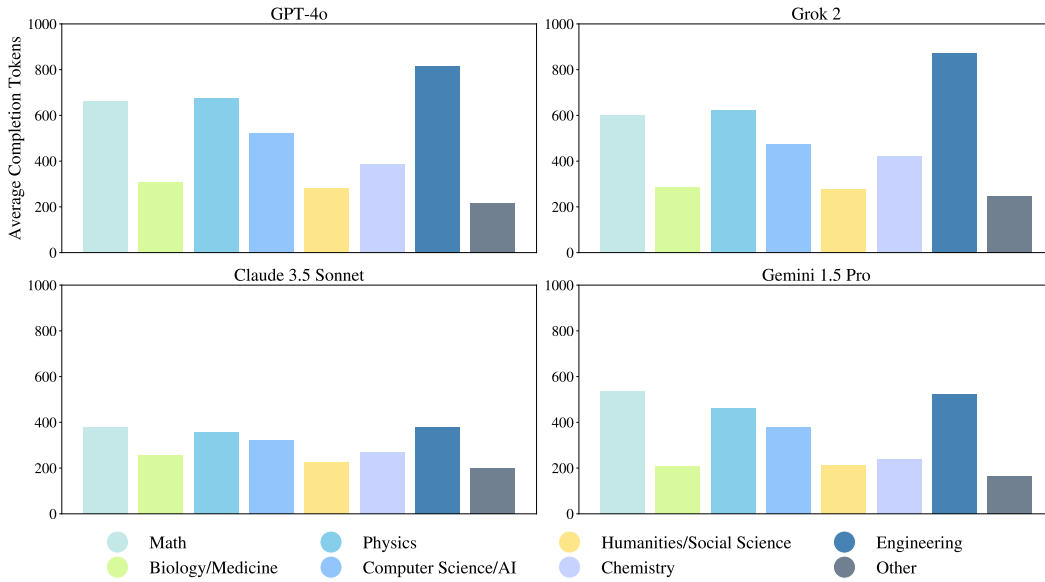 GPT-4o
Grok 2
Average Completion Tokens
1000
800
600
400
200
0
1000
800
600
400
200
0
Claude 3.5 Sonnet
Gemini 1.5 Pro
1000
800
600
400
200
0
1000
800
600
400
200
0
Math
Physics
Humanities/Social Science
Engineering
Biology/Medicine
Computer Science/AI
Chemistry
Other